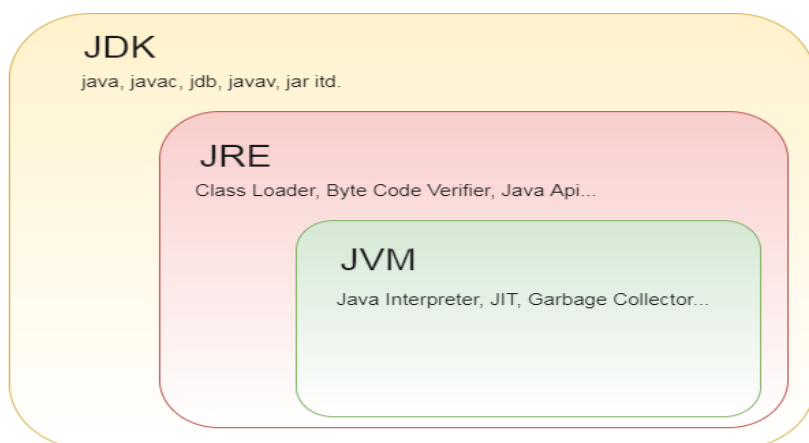 JDK
java, javac, jdb, javav, jar itd.
JRE
Class Loader, Byte Code Verifier, Java Api...
JVM
Java Interpreter, JIT, Garbage Collector...